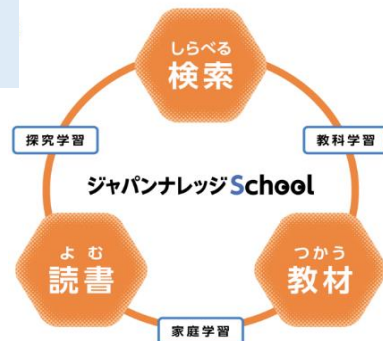 しらべる
検索
探究学習
教科学習
ジャパンナレッジSchool
よむ
読書
つかう
教材
家庭学習